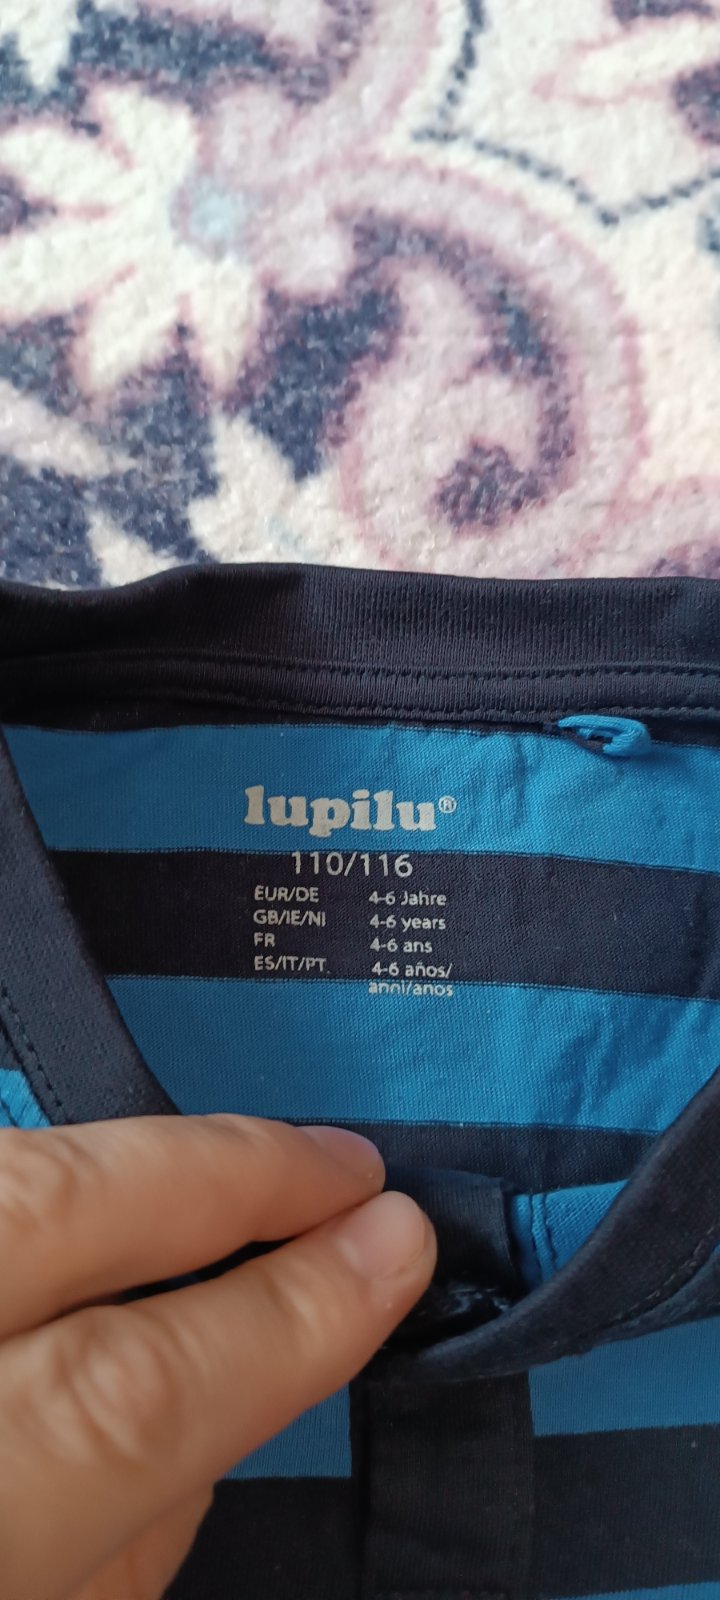 lupilu®
110/116
EUR/DE 4-6 Jahre
GB/IE/NI 4-6 years
FR 4-6 ans
ES/IT/PT 4-6 años/
anni/anos